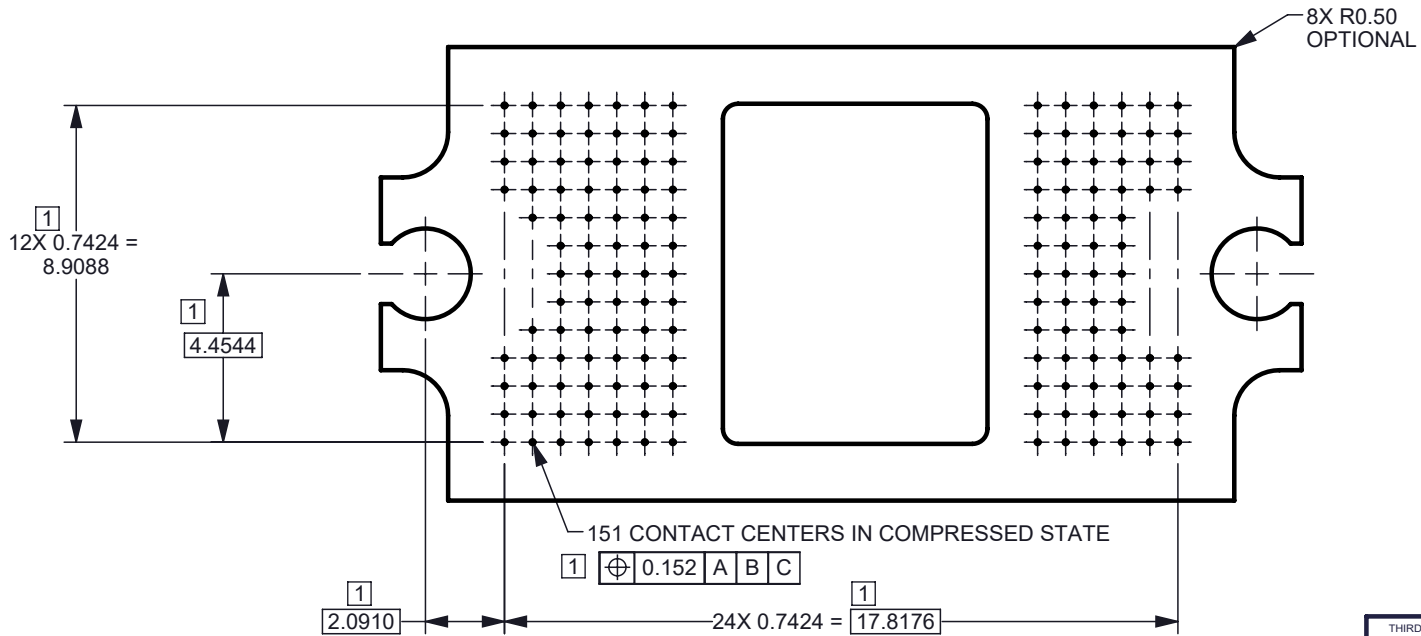 8X R0.50
OPTIONAL
1
12X 0.7424 =
8.9088
1
4.4544
151 CONTACT CENTERS IN COMPRESSED STATE
1 ⌖ 0.152 A B C
1
2.0910
1
24X 0.7424 = 17.8176
THIRD